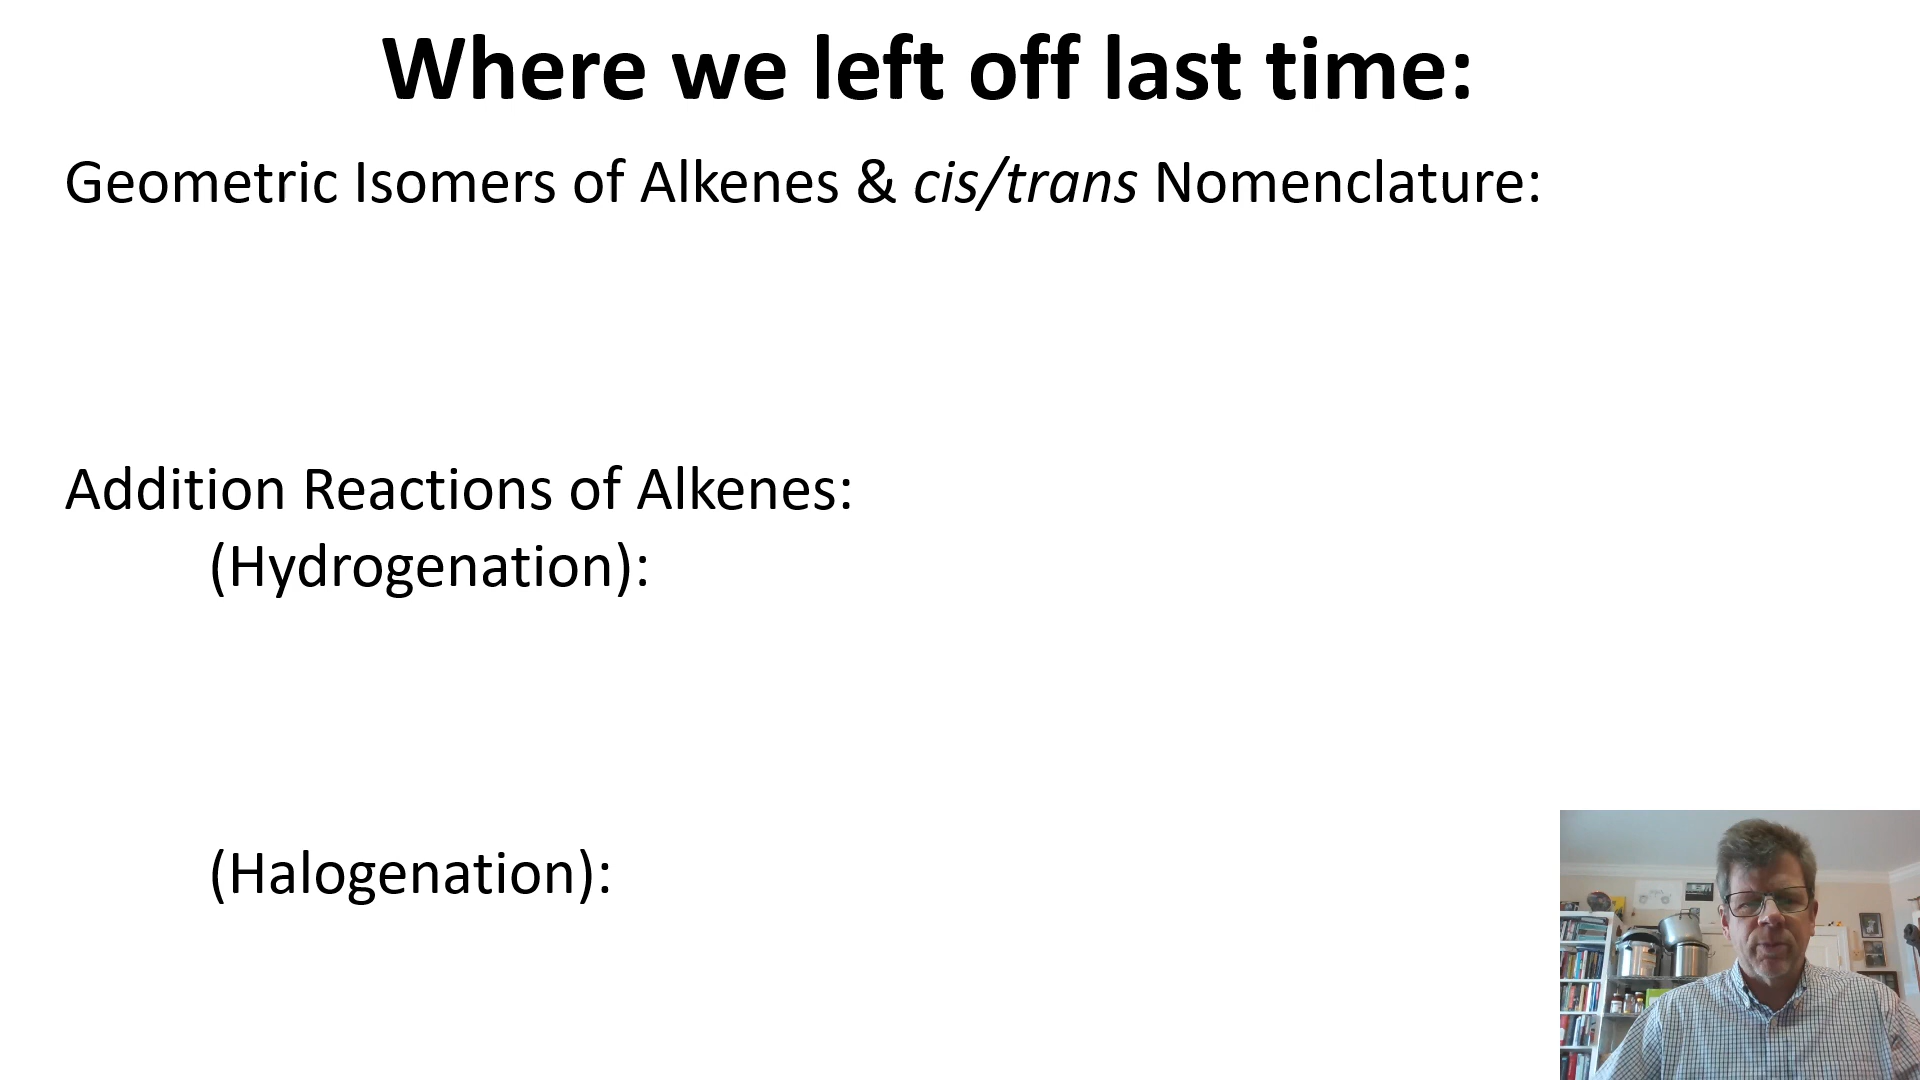 Where we left off last time:
Geometric Isomers of Alkenes & cis/trans Nomenclature:
Addition Reactions of Alkenes:
(Hydrogenation):
(Halogenation):